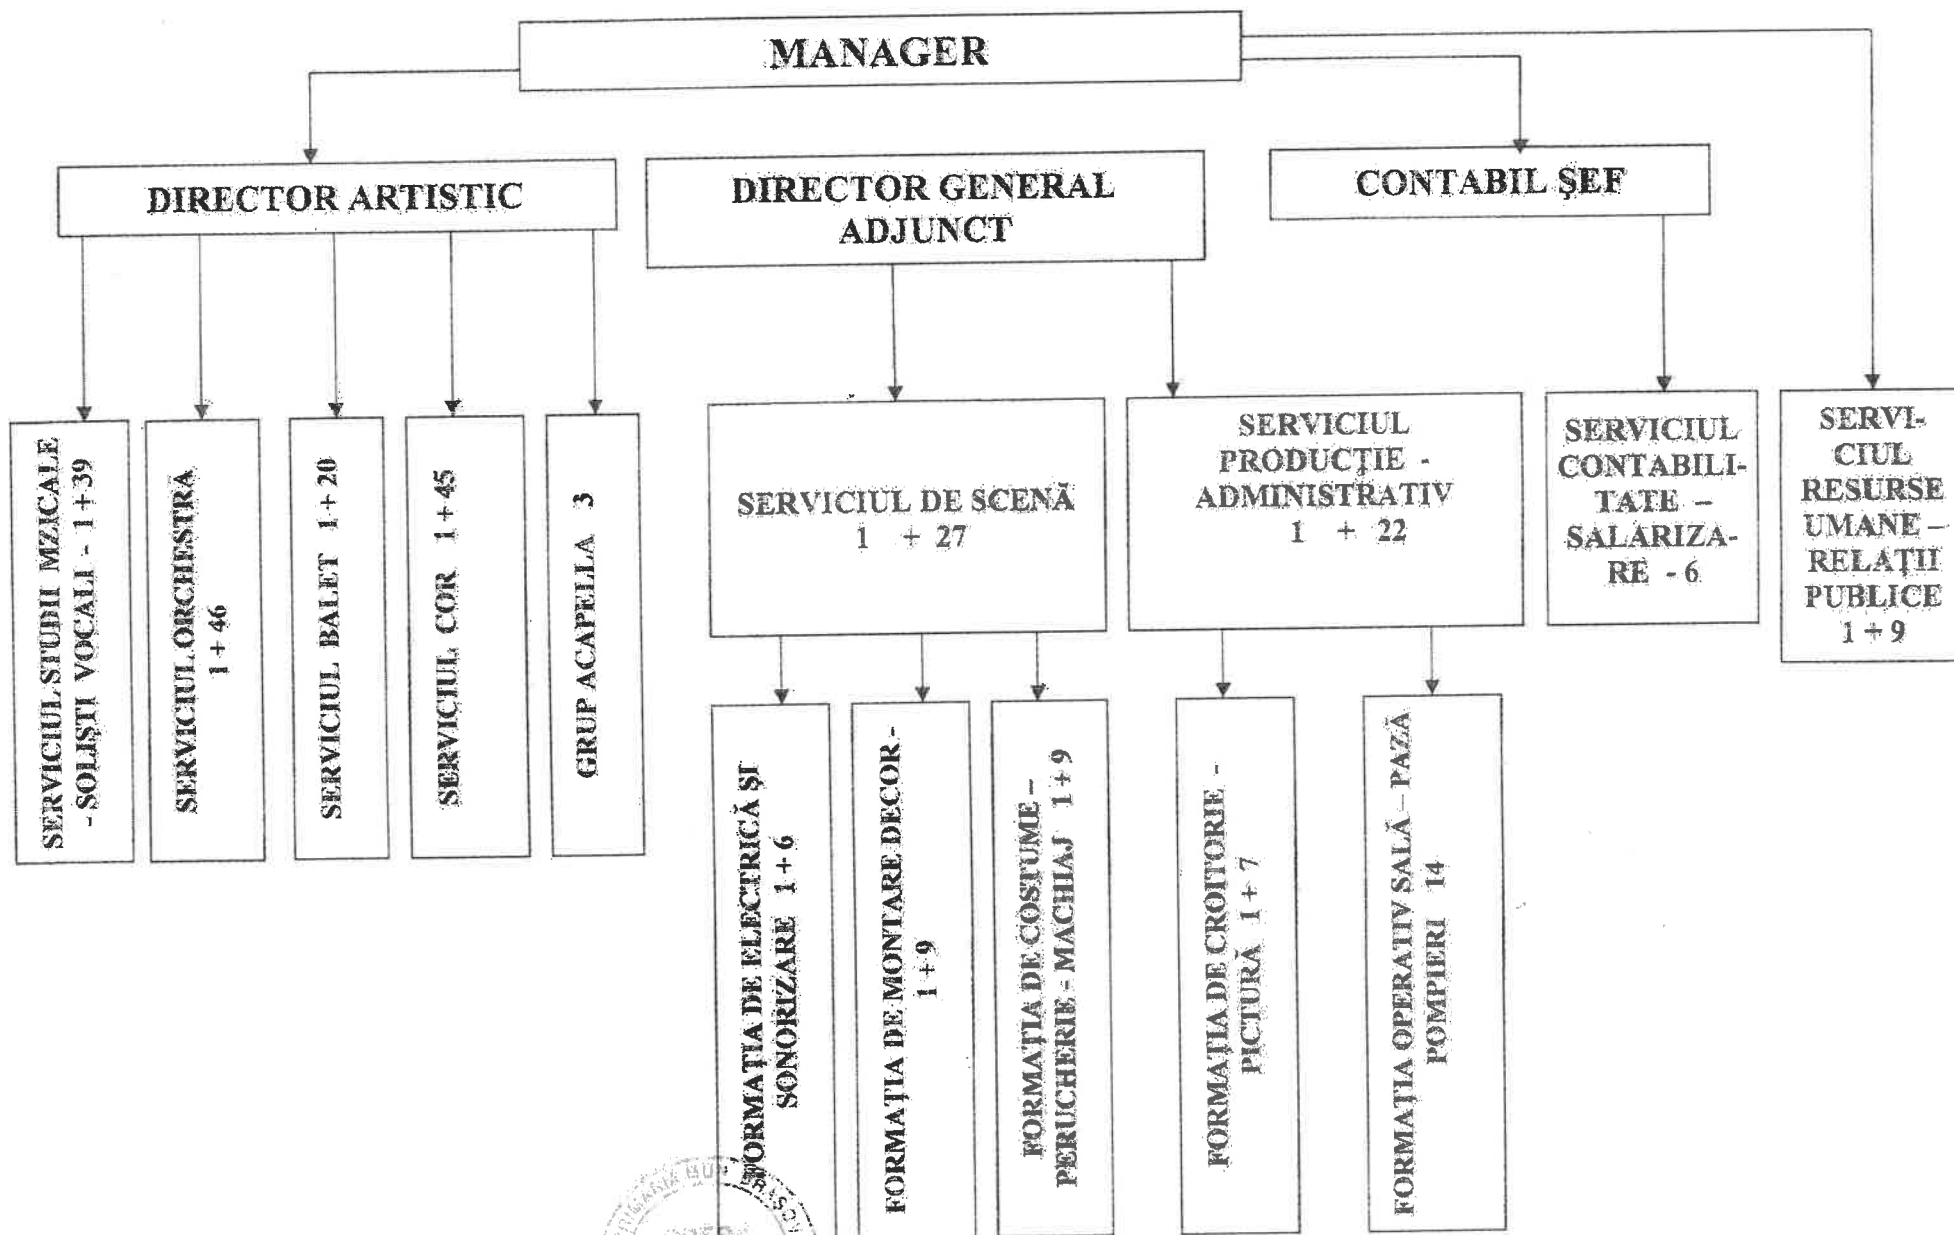 MANAGER
DIRECTOR ARTISTIC
DIRECTOR GENERAL
ADJUNCT
CONTABIL ŞEF
SERVICIUL STUDII MZICALE
- SOLIŞTI VOCALI - 1+39
SERVICIUL ORCHESTRĂ
1+46
SERVICIUL BALET 1+20
SERVICIUL COR 1+45
GRUP ACAPELLA 3
SERVICIUL DE SCENĂ
1 + 27
SERVICIUL
PRODUCŢIE -
ADMINISTRATIV
1 + 22
SERVICIUL
CONTABILI-
TATE –
SALARIZA-
RE - 6
SERVI-
CIUL
RESURSE
UMANE –
RELAŢII
PUBLICE
1 + 9
FORMAŢIA DE ELECTRICĂ ŞI
SONORIZARE 1+6
FORMAŢIA DE MONTARE DECOR -
1+9
FORMAŢIA DE COSTUME –
PERUCHERIE - MACHIAJ 1+9
FORMAŢIA DE CROITORIE -
PICTURĂ 1+7
FORMAŢIA OPERATIV SALĂ – PAZĂ
POMPIERI 14
PRIMĂRIA MUN BRAŞOV